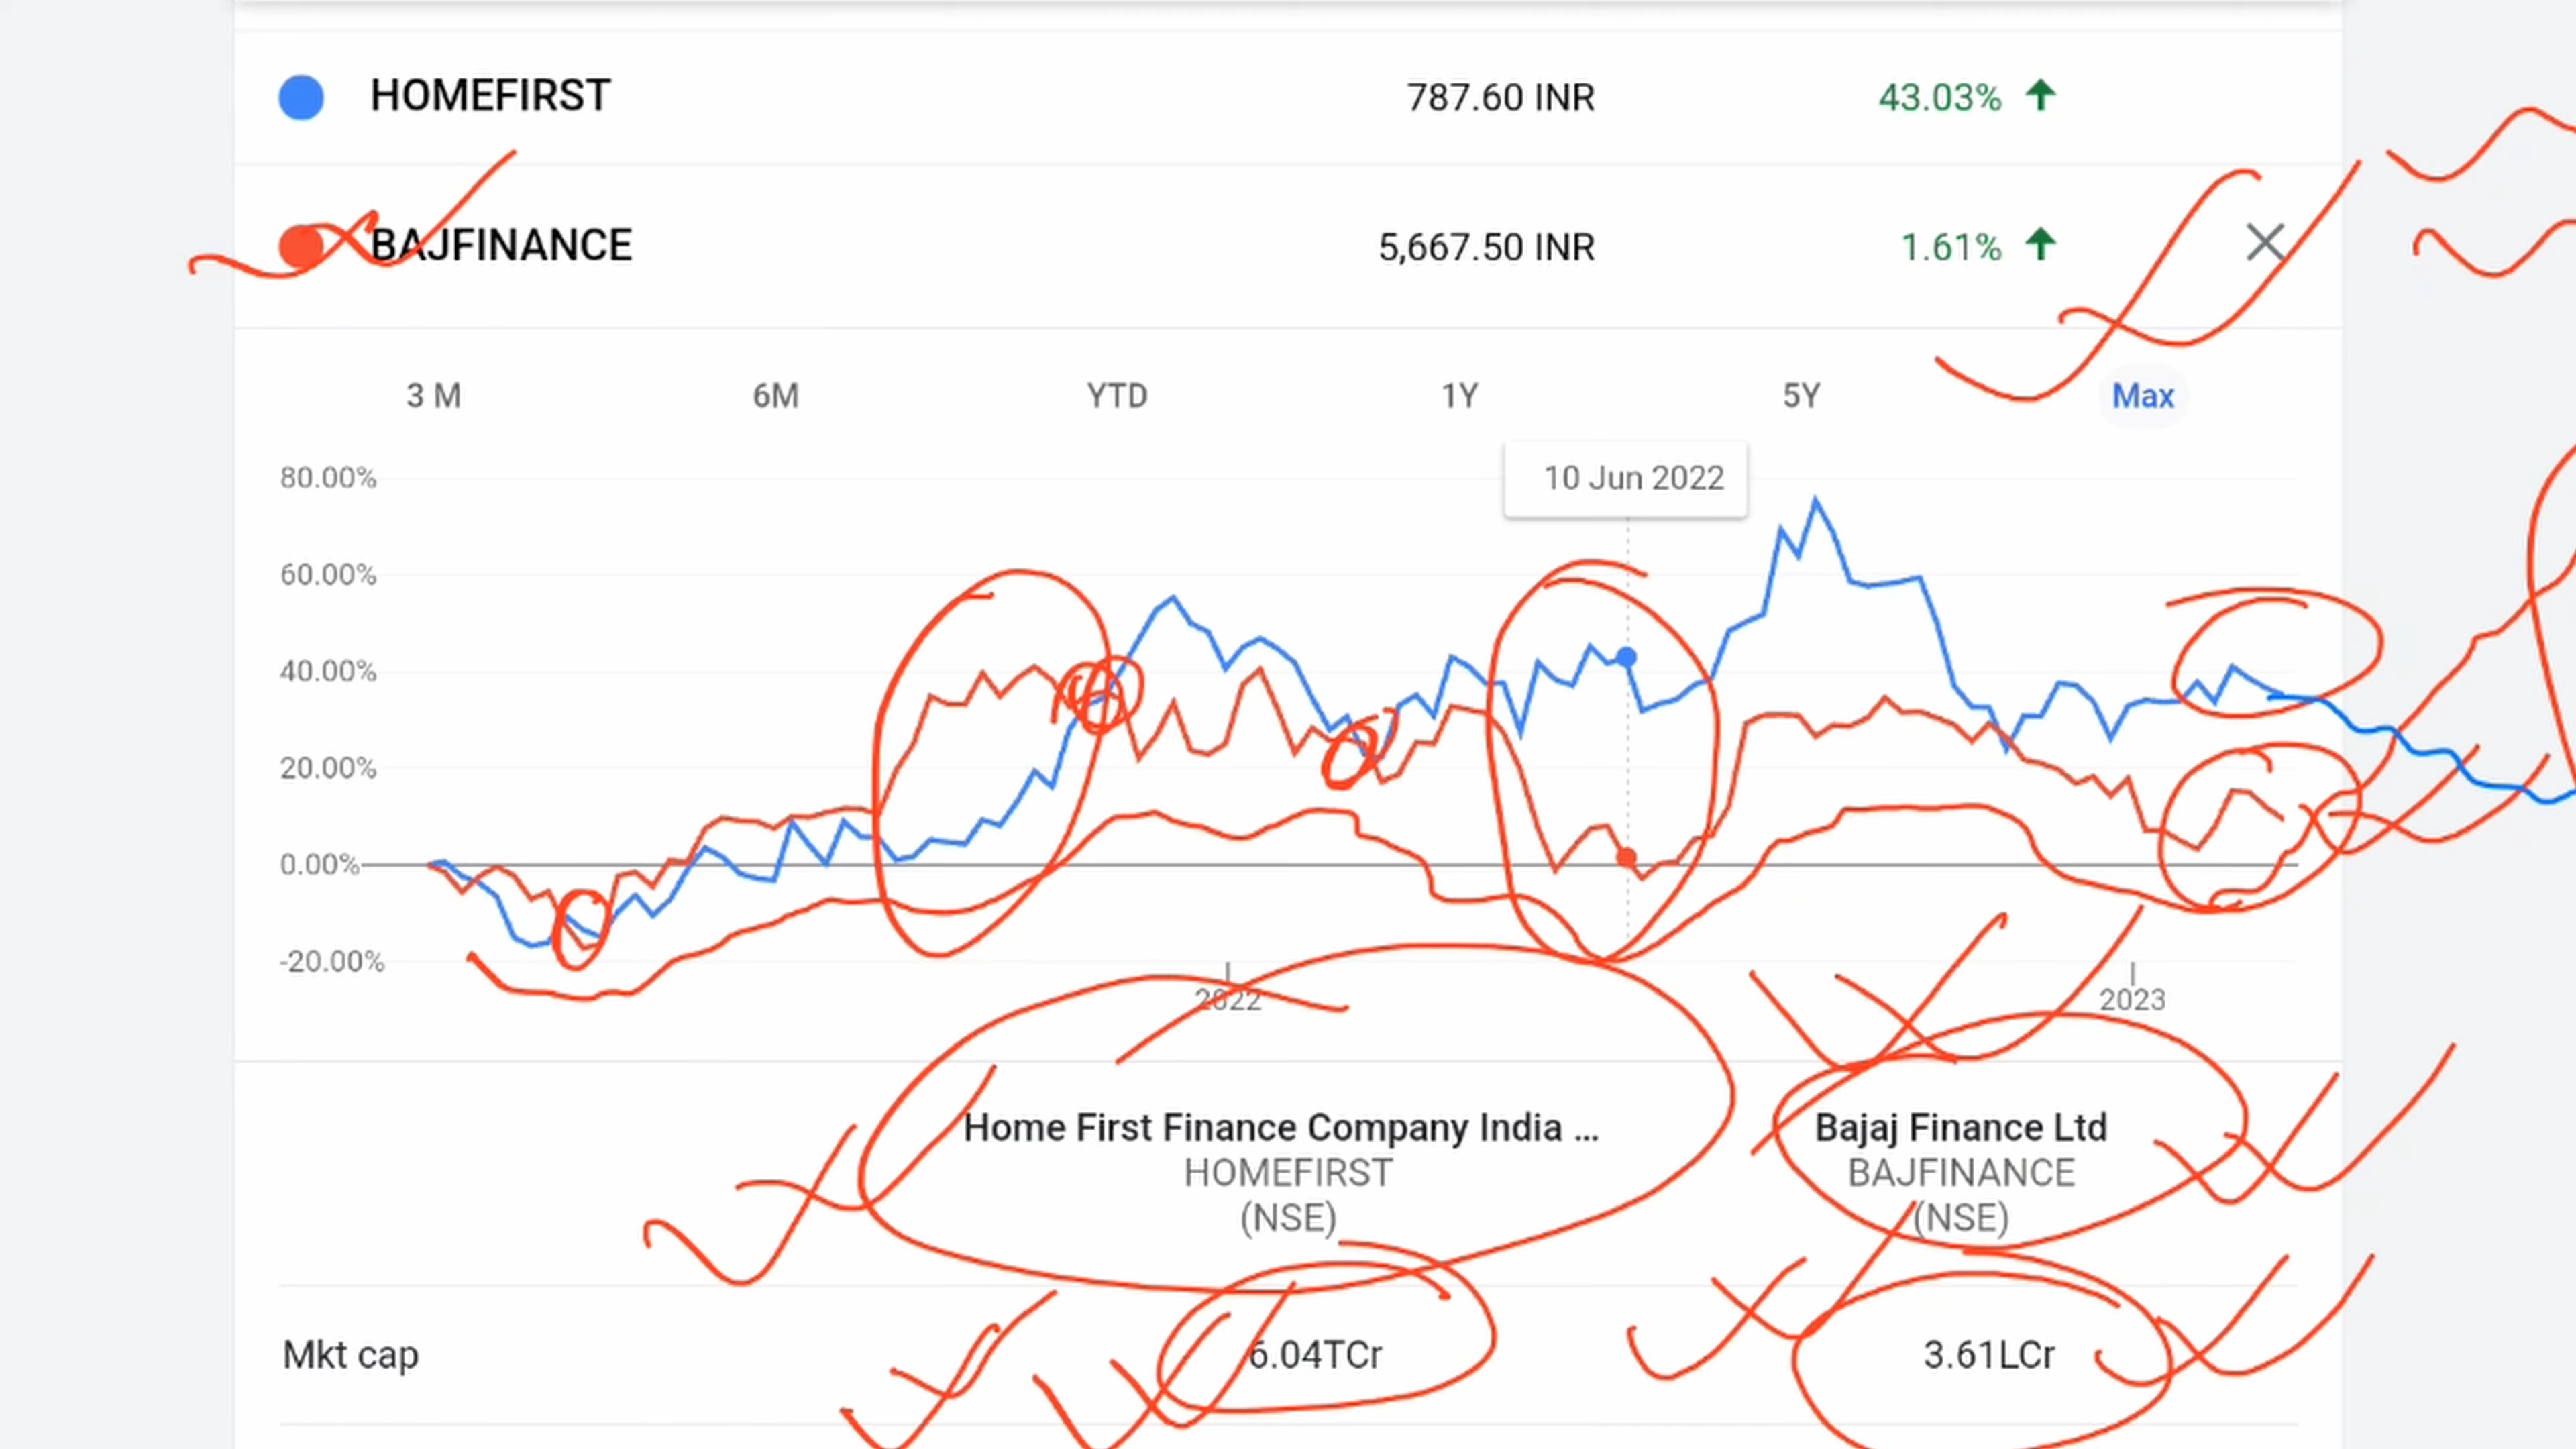 HOMEFIRST 787.60 INR 43.03%
BAJFINANCE 5,667.50 INR 1.61%
3 M 6M YTD 1Y 5Y Max
10 Jun 2022
80.00%
60.00%
40.00%
20.00%
0.00%
-20.00%
2022 2023
Home First Finance Company India ... Bajaj Finance Ltd
HOMEFIRST BAJFINANCE
(NSE) (NSE)
Mkt cap 6.04TCr 3.61LCr